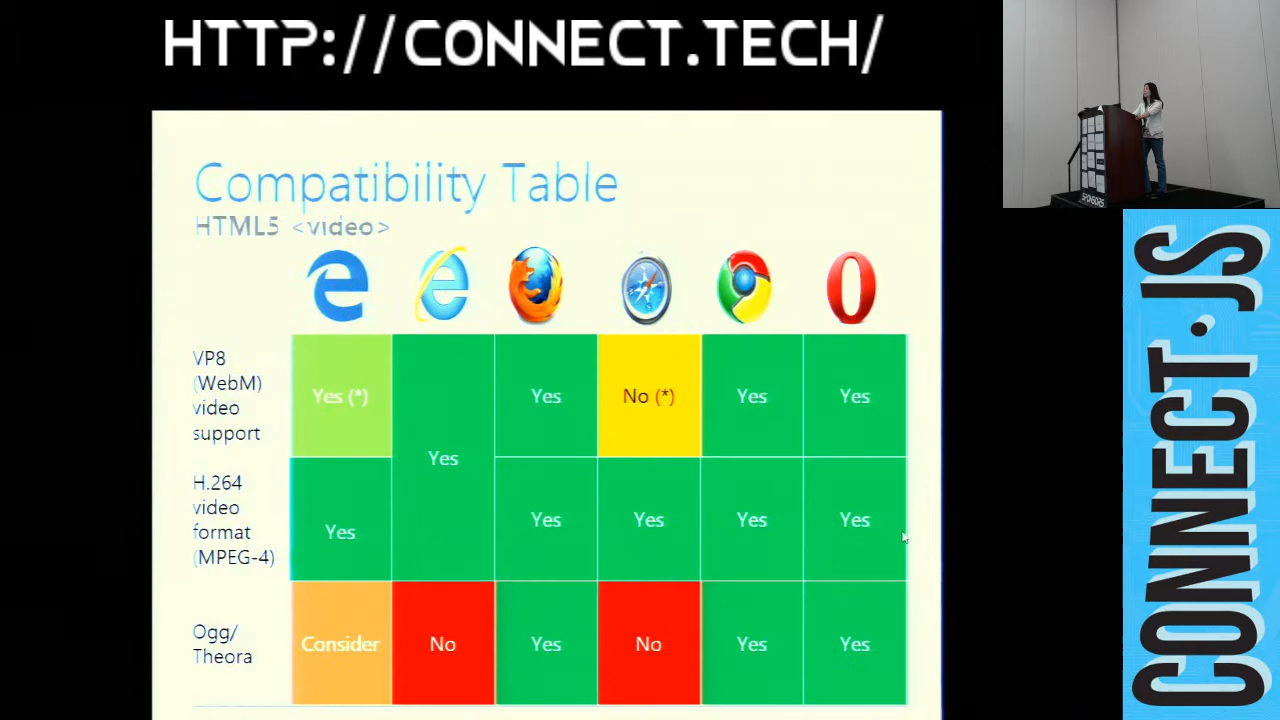 HTTP://CONNECT.TECH/
Compatibility Table
HTML5 <video>
VP8
(WebM)
video
support
Yes (*)
Yes
Yes
No (*)
Yes
Yes
H.264
video
format
(MPEG-4)
Yes
Yes
Yes
Yes
Yes
Ogg/
Theora
Consider
No
Yes
No
Yes
Yes
SPONSORS
CONNECT.JS